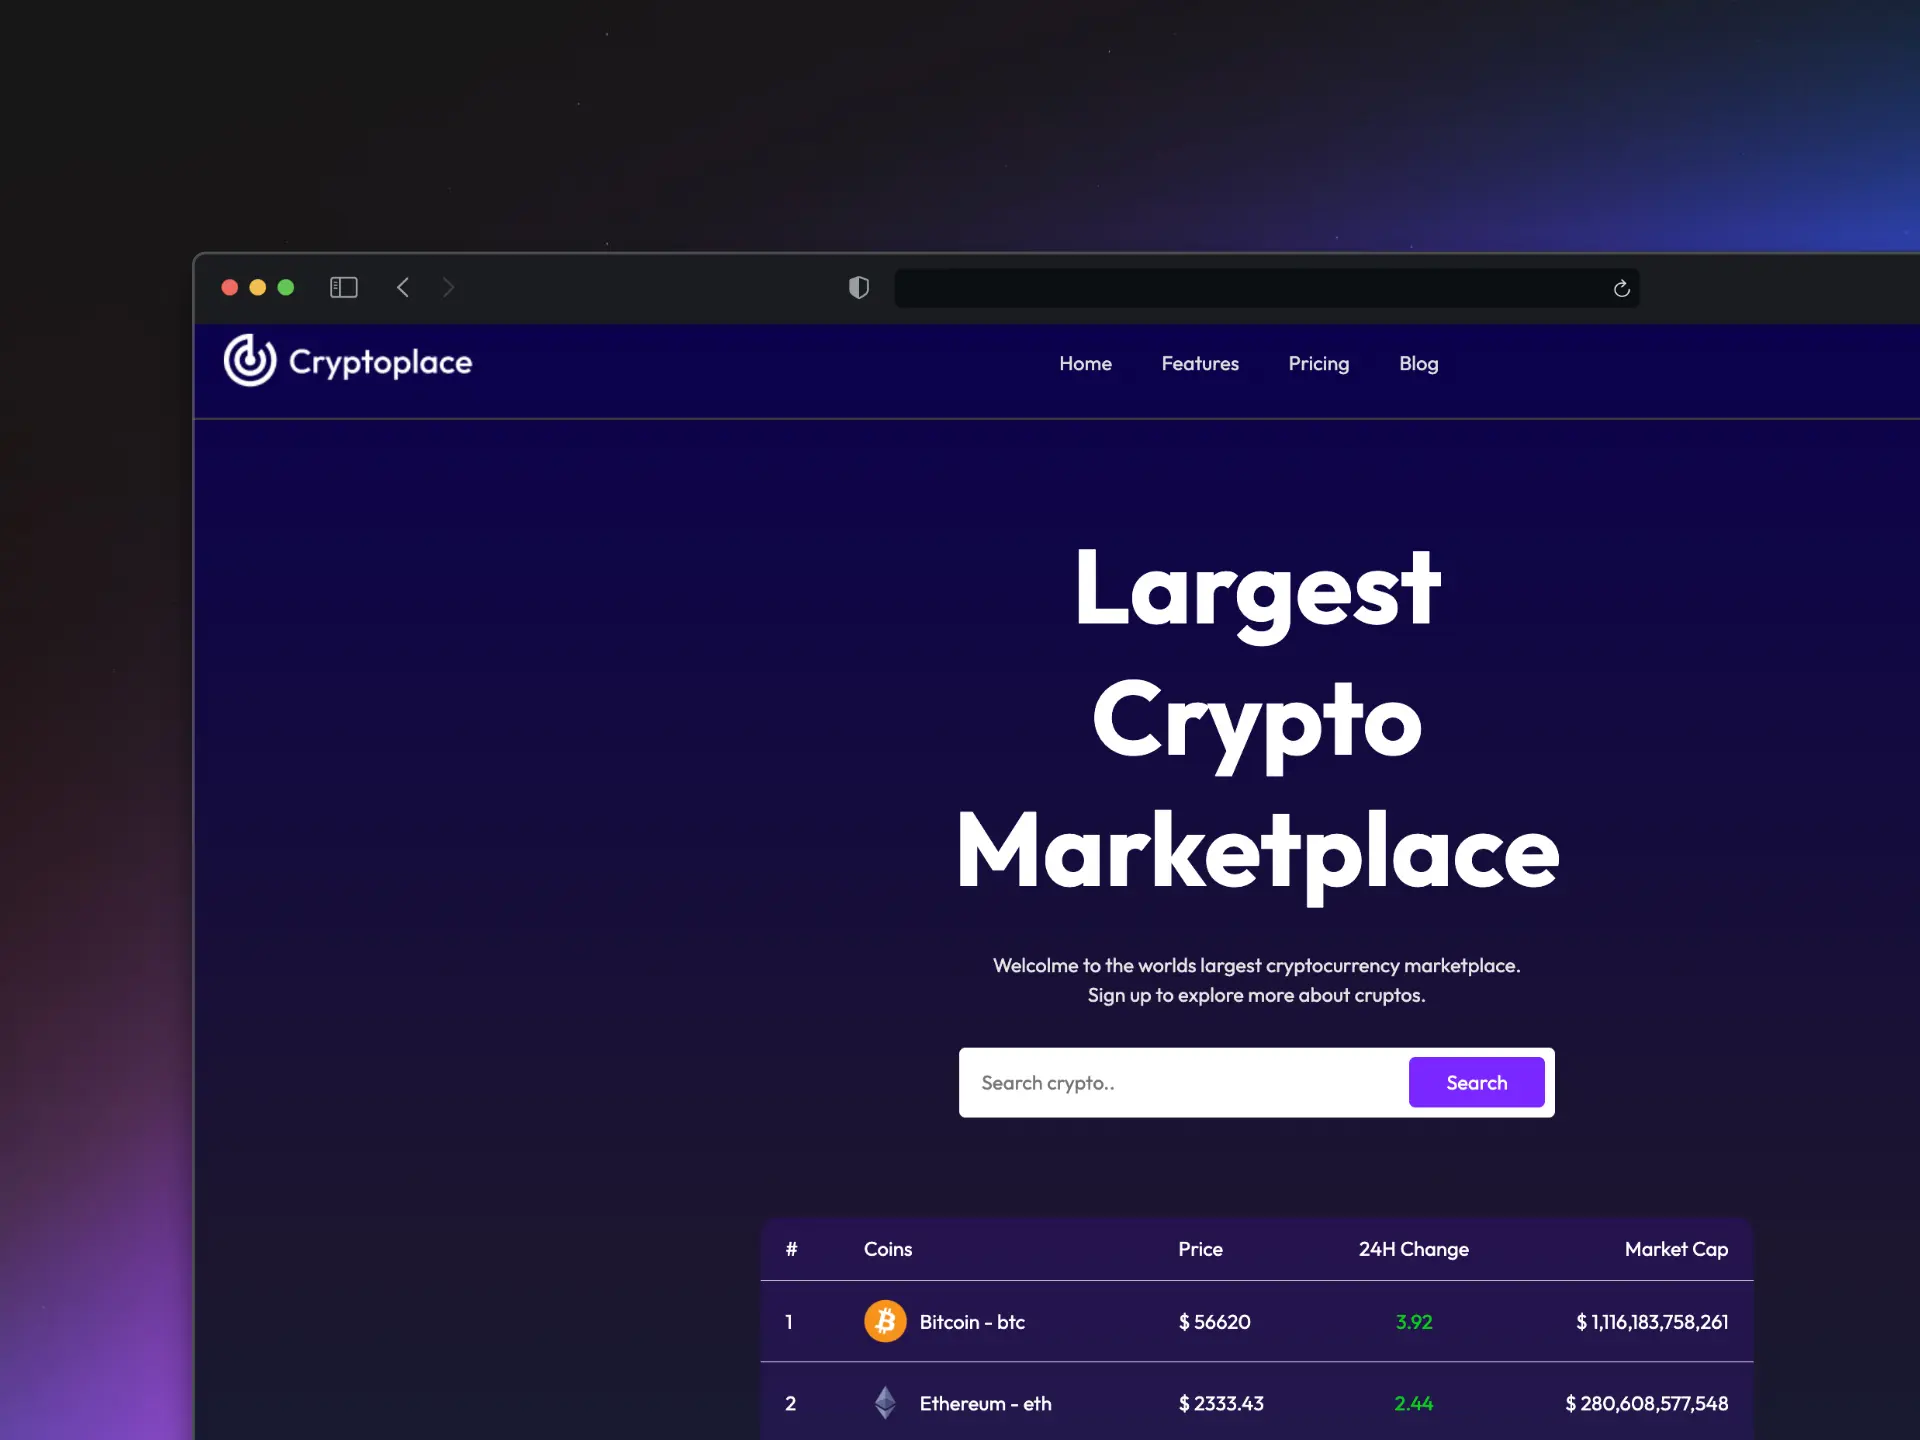 Cryptoplace
Home Features Pricing Blog
Largest
Crypto
Marketplace
Welcolme to the worlds largest cryptocurrency marketplace.
Sign up to explore more about cruptos.
Search crypto.. Search
# Coins Price 24H Change Market Cap
1 Bitcoin - btc $ 56620 3.92 $ 1,116,183,758,261
2 Ethereum - eth $ 2333.43 2.44 $ 280,608,577,548